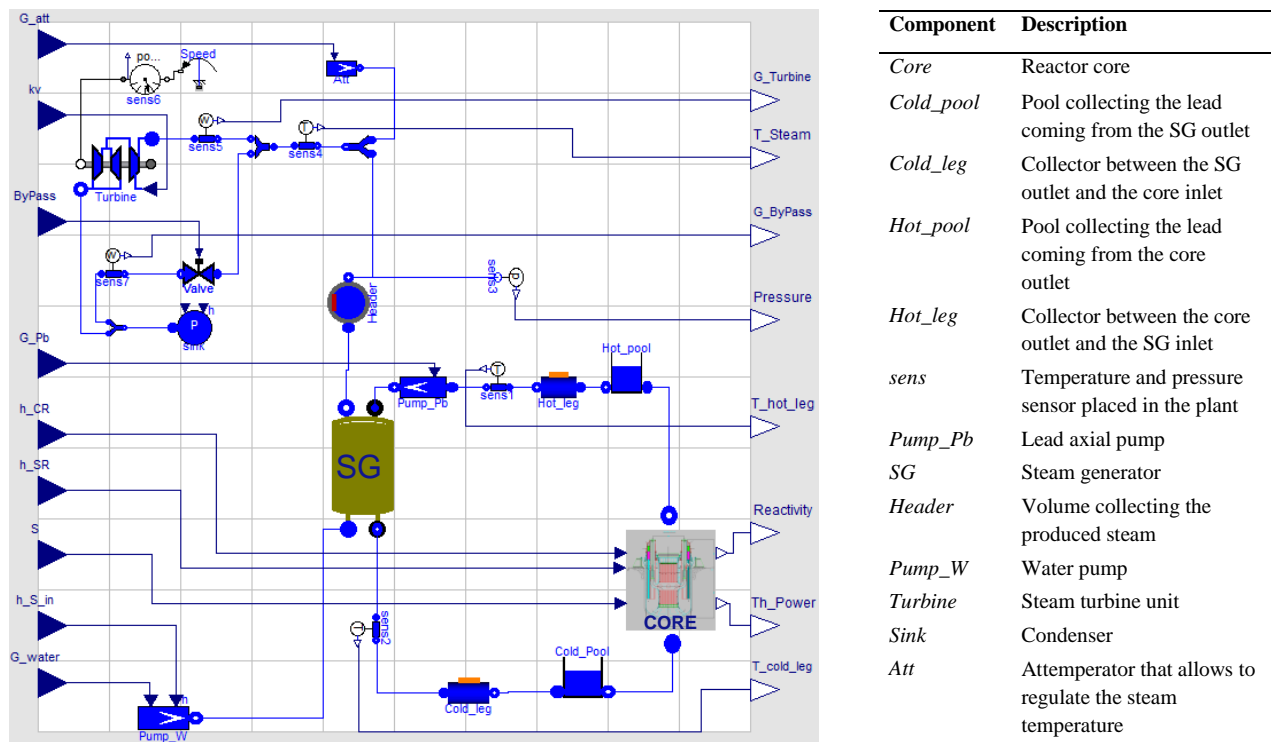 G_att
po...
Speed
Att
sens6
kv
G_Turbine
W
sens5
T
sens4
T_Steam
Turbine
ByPass
G_ByPass
W
sens7
Valve
sens3
p
Header
Pressure
P
h
sink
G_Pb
Hot_pool
T
Pump_Pb
sens1
Hot_leg
h_CR
T_hot_leg
SG
h_SR
Reactivity
S
h_S_in
CORE
Th_Power
T
sens2
G_water
Cold_Pool
T_cold_leg
Cold_leg
h
Pump_W
Component Description
Core Reactor core
Cold_pool Pool collecting the lead
coming from the SG outlet
Cold_leg Collector between the SG
outlet and the core inlet
Hot_pool Pool collecting the lead
coming from the core
outlet
Hot_leg Collector between the core
outlet and the SG inlet
sens Temperature and pressure
sensor placed in the plant
Pump_Pb Lead axial pump
SG Steam generator
Header Volume collecting the
produced steam
Pump_W Water pump
Turbine Steam turbine unit
Sink Condenser
Att Attemperator that allows to
regulate the steam
temperature